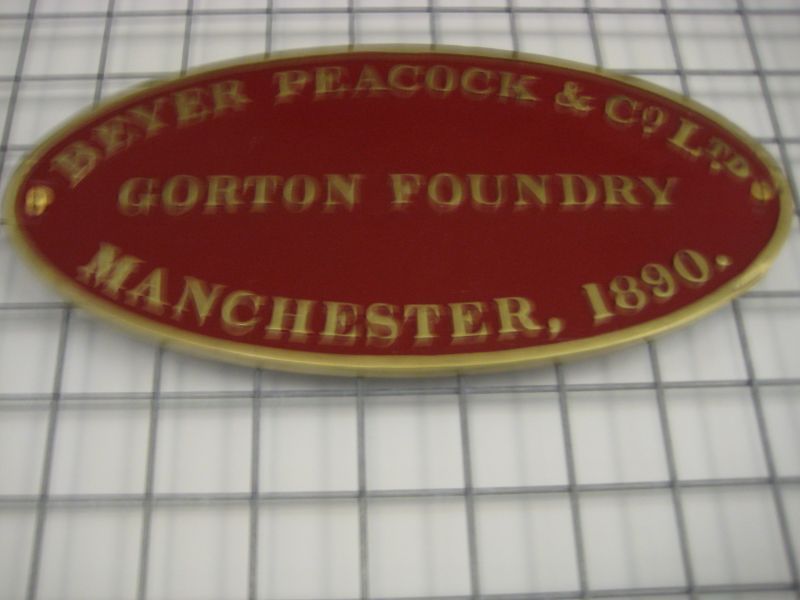 BEYER PEACOCK & CO. LTD
GORTON FOUNDRY
MANCHESTER, 1890.